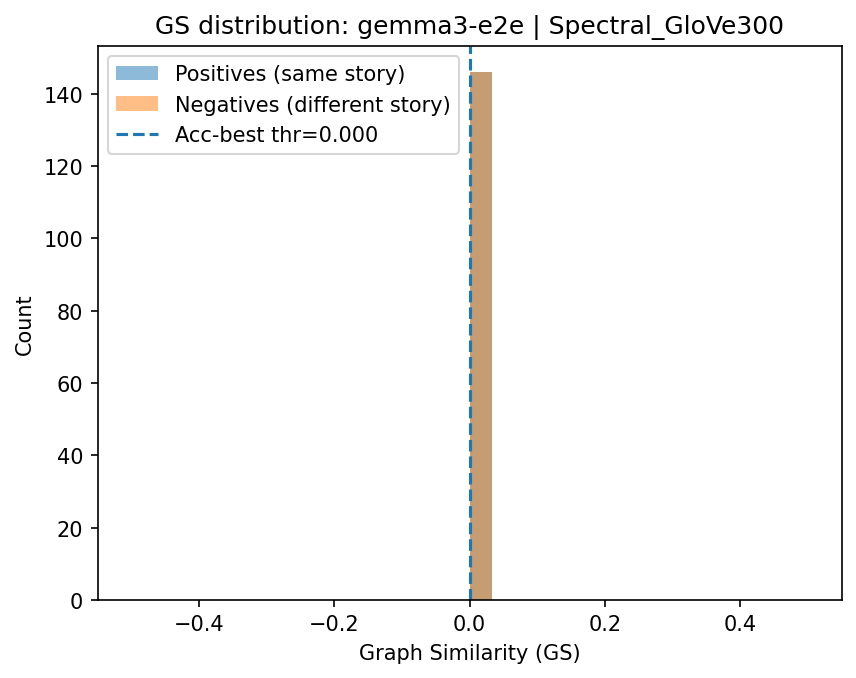 GS distribution: gemma3-e2e | Spectral_GloVe300
Positives (same story)
Negatives (different story)
Acc-best thr=0.000
140
120
100
80
60
40
20
0
Count
−0.4
−0.2
0.0
0.2
0.4
Graph Similarity (GS)